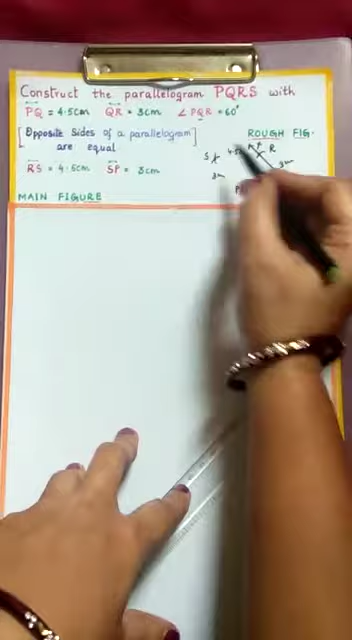 Construct the parallelogram PQRS with
PQ = 4.5cm QR = 3cm ∠ PQR = 60°
[Opposite Sides of a parallelogram]
are equal
ROUGH FIG.
S R
3cm
RS = 4.5cm SP = 3cm
MAIN FIGURE